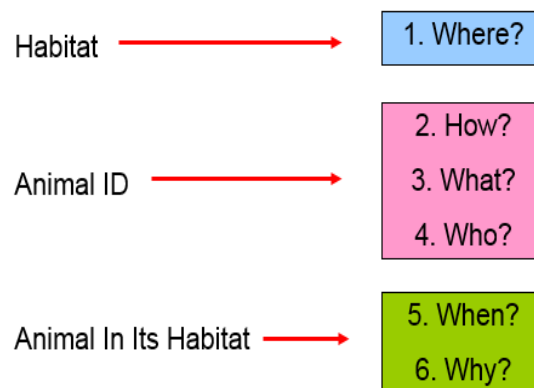 Habitat
1. Where?
2. How?
Animal ID
3. What?
4. Who?
Animal In Its Habitat
5. When?
6. Why?